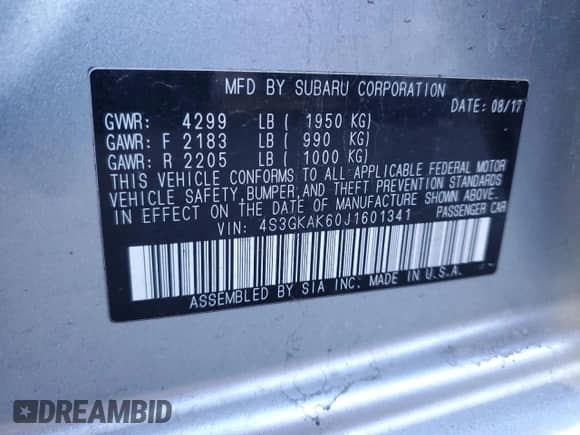 MFD BY SUBARU CORPORATION
DATE: 08/17
GVWR: 4299 LB ( 1950 KG)
GAWR: F 2183 LB ( 990 KG)
GAWR: R 2205 LB ( 1000 KG)
THIS VEHICLE CONFORMS TO ALL APPLICABLE FEDERAL MOTOR
VEHICLE SAFETY,BUMPER,AND THEFT PREVENTION STANDARDS
IN EFFECT ON THE DATE OF MANUFACTURE SHOWN ABOVE.
VIN: 4S3GKAK60J1601341 PASSENGER CAR
ASSEMBLED BY SIA INC. MADE IN U.S.A.
DREAMBID